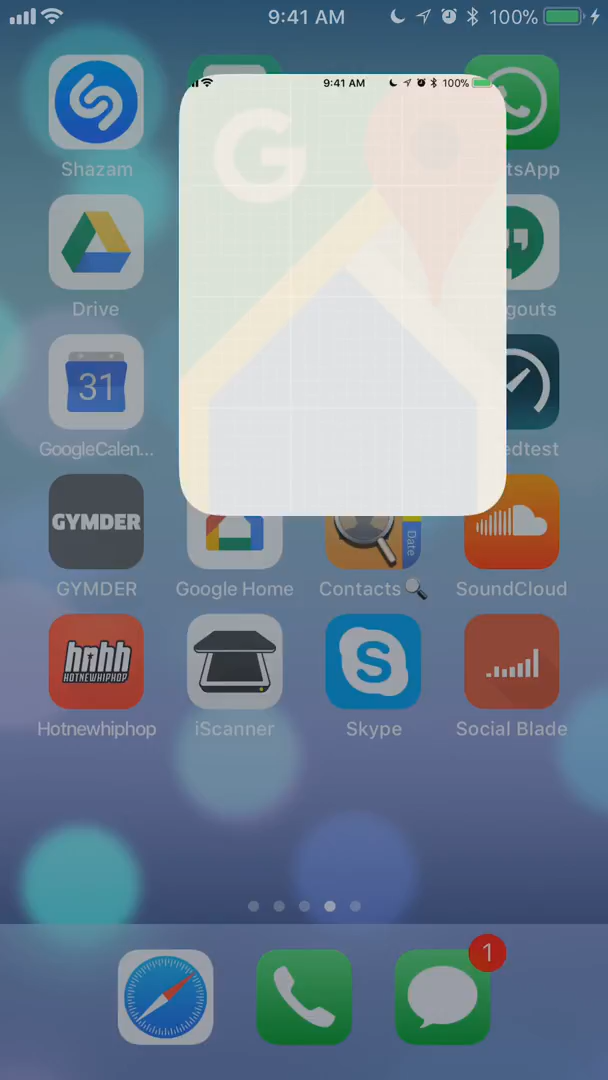 9:41 AM
100%
9:41 AM
100%
G
Shazam
tsApp
Drive
gouts
31
GoogleCalen...
edtest
GYMDER
Date
GYMDER
Google Home
Contacts
SoundCloud
hnhh
HOTNEWHIPHOP
Hotnewhiphop
iScanner
S
Skype
Social Blade
1